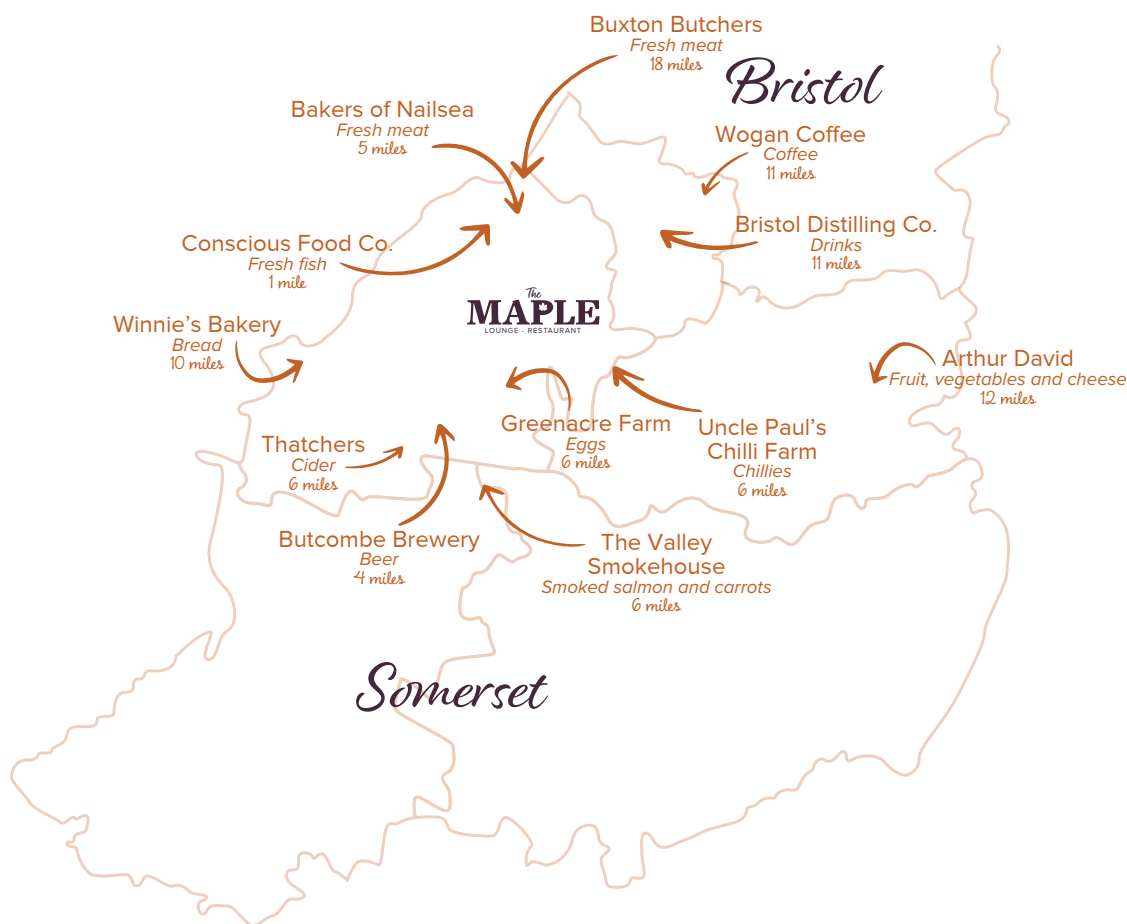 Buxton Butchers
Fresh meat
18 miles
Bristol
Bakers of Nailsea
Fresh meat
5 miles
Wogan Coffee
Coffee
11 miles
Bristol Distilling Co.
Drinks
11 miles
Conscious Food Co.
Fresh fish
1 mile
The
MAPLE
LOUNGE - RESTAURANT
Winnie's Bakery
Bread
10 miles
Arthur David
Fruit, vegetables and cheese
12 miles
Greenacre Farm
Eggs
6 miles
Uncle Paul's
Chilli Farm
Chillies
6 miles
Thatchers
Cider
6 miles
Butcombe Brewery
Beer
4 miles
The Valley
Smokehouse
Smoked salmon and carrots
6 miles
Somerset